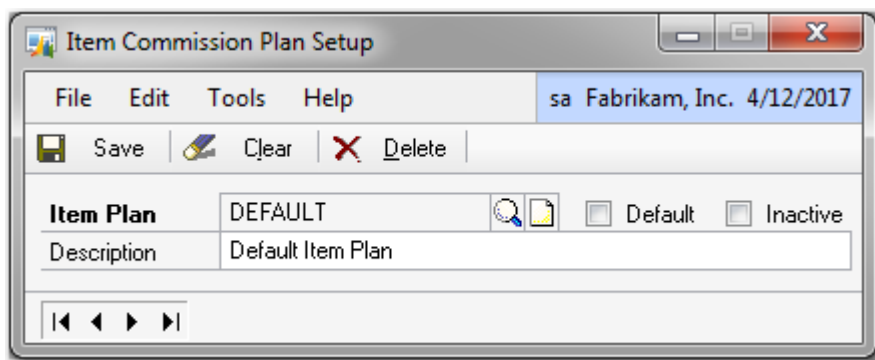 Item Commission Plan Setup
File Edit Tools Help sa Fabrikam, Inc. 4/12/2017
Save Clear Delete
Item Plan DEFAULT Default Inactive
Description Default Item Plan